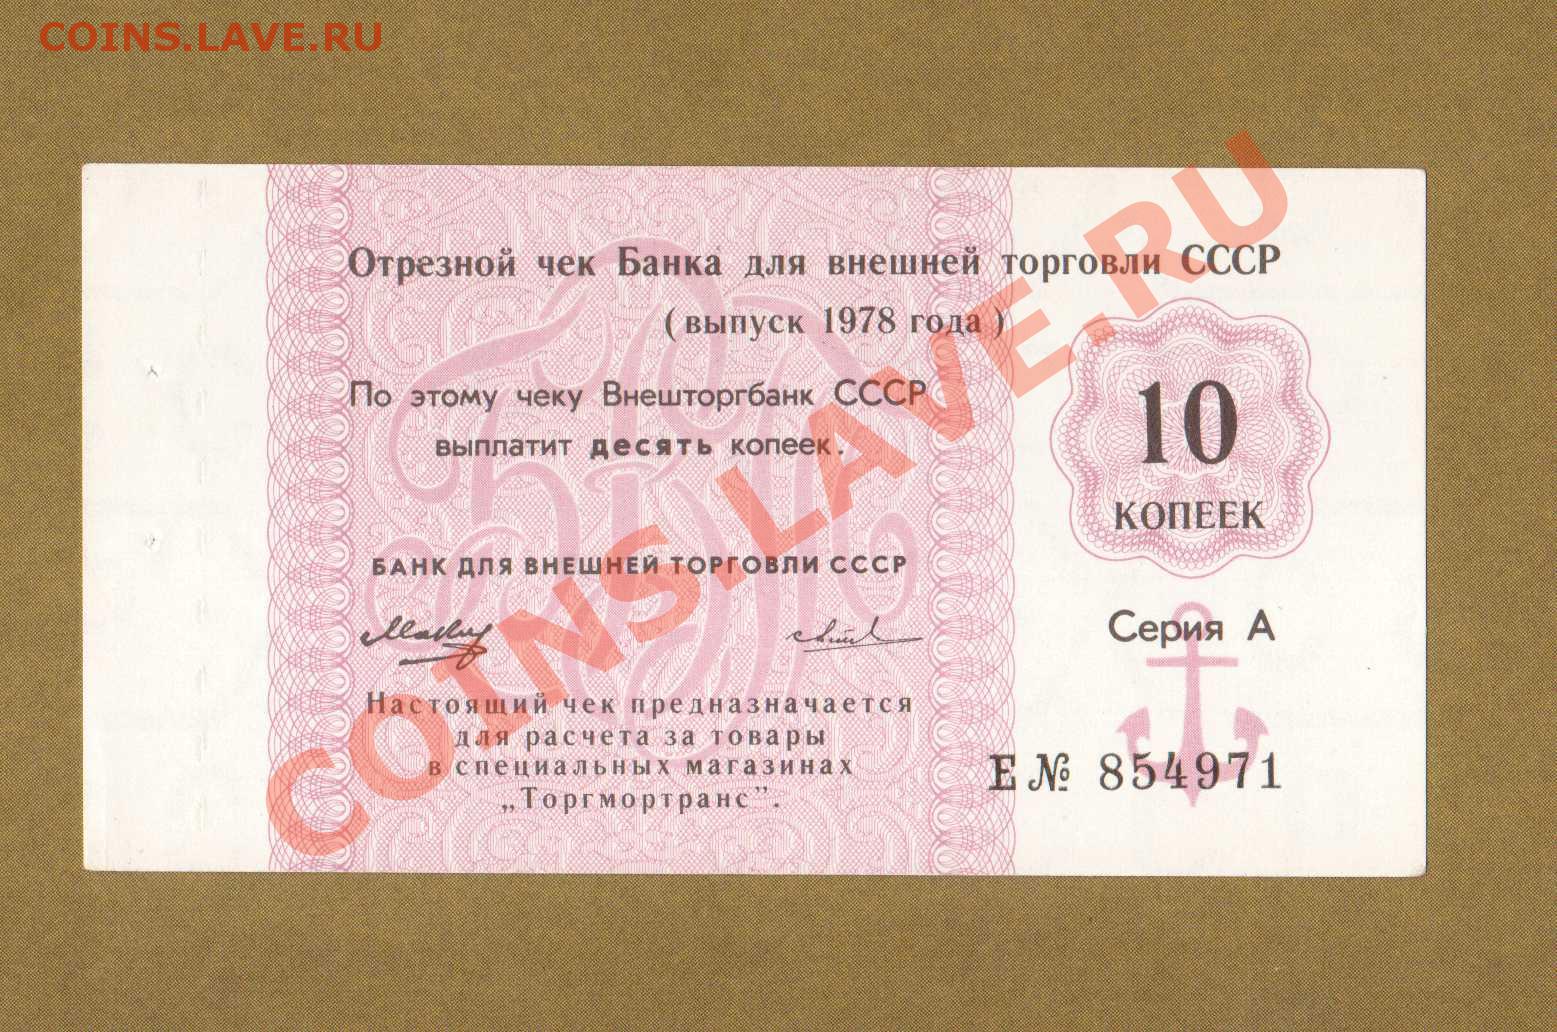 COINS.LAVE.RU
Отрезной чек Банка для внешней торговли СССР
(выпуск 1978 года)
По этому чеку Внешторгбанк СССР
выплатит десять копеек.
10
КОПЕЕК
БАНК ДЛЯ ВНЕШНЕЙ ТОРГОВЛИ СССР
Серия А
Настоящий чек предназначается
для расчета за товары
в специальных магазинах
„Торгмортранс”.
Е № 854971
COINS.LAVE.RU